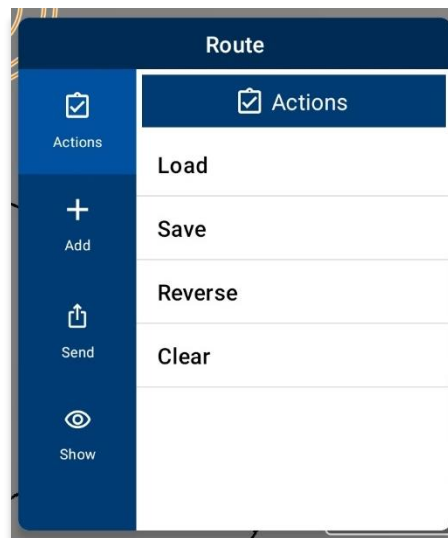 Route
Actions
Actions
Load
Add
Save
Reverse
Send
Clear
Show